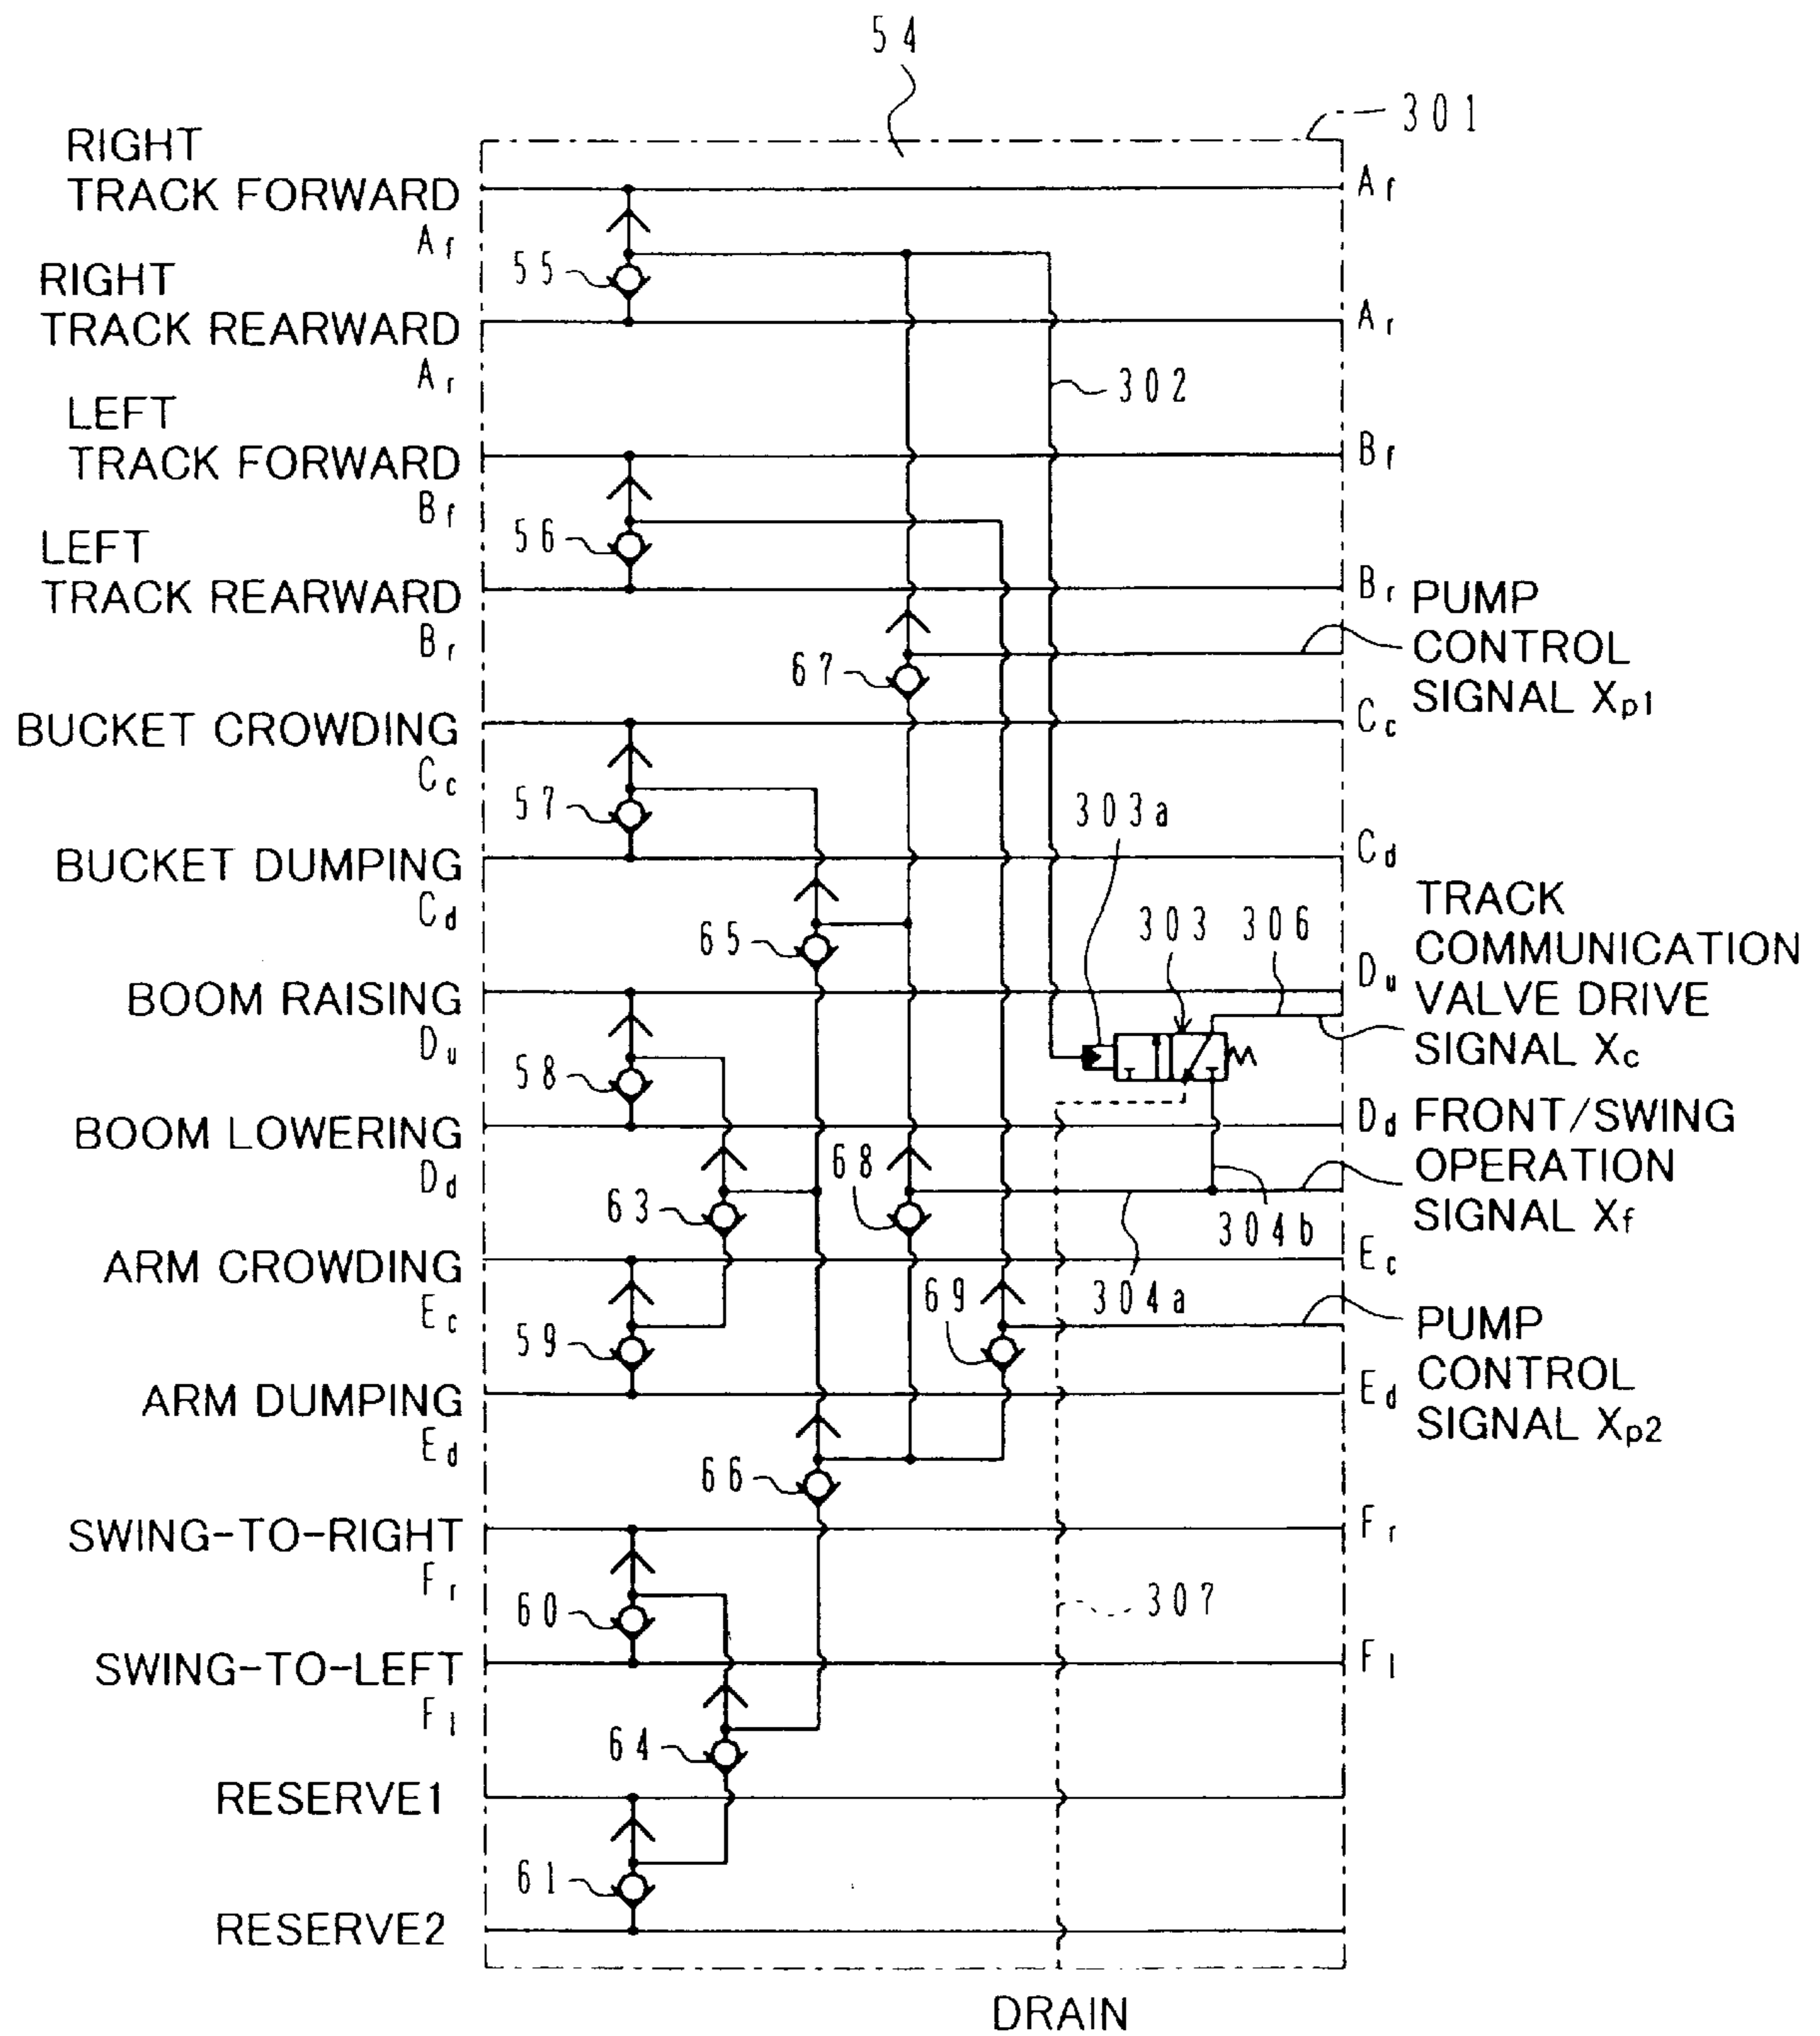 54
301
RIGHT
TRACK FORWARD
Af
Af
55
RIGHT
TRACK REARWARD
Ar
Ar
302
LEFT
TRACK FORWARD
Bf
Bf
56
LEFT
TRACK REARWARD
Br
Br
PUMP
CONTROL
SIGNAL Xp1
67
BUCKET CROWDING
Cc
Cc
57
303a
BUCKET DUMPING
Cd
Cd
65
303
306
TRACK
COMMUNICATION
VALVE DRIVE
SIGNAL Xc
BOOM RAISING
Du
Du
58
BOOM LOWERING
Dd
Dd
FRONT/SWING
OPERATION
SIGNAL Xf
63
68
304b
304a
ARM CROWDING
Ec
Ec
59
69
PUMP
CONTROL
SIGNAL Xp2
ARM DUMPING
Ed
Ed
66
SWING-TO-RIGHT
Fr
Fr
60
307
SWING-TO-LEFT
Fl
Fl
64
RESERVE1
61
RESERVE2
DRAIN